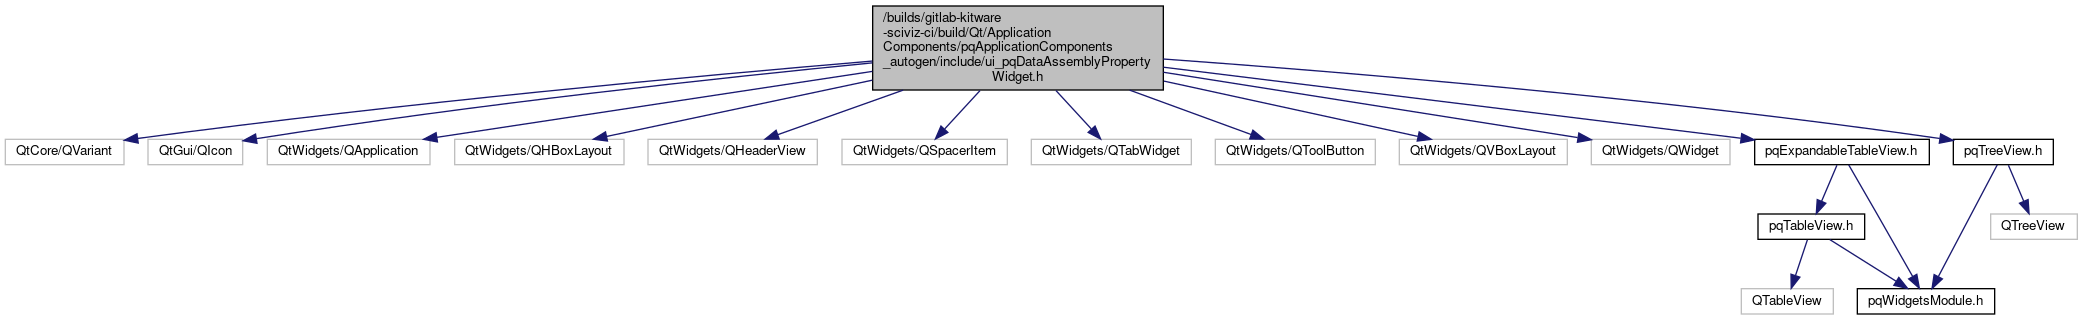 /builds/gitlab-kitware
-sciviz-ci/build/Qt/Application
Components/pqApplicationComponents
_autogen/include/ui_pqDataAssemblyProperty
Widget.h
QtCore/QVariant
QtGui/QIcon
QtWidgets/QApplication
QtWidgets/QHBoxLayout
QtWidgets/QHeaderView
QtWidgets/QSpacerItem
QtWidgets/QTabWidget
QtWidgets/QToolButton
QtWidgets/QVBoxLayout
QtWidgets/QWidget
pqExpandableTableView.h
pqTreeView.h
pqTableView.h
QTreeView
QTableView
pqWidgetsModule.h